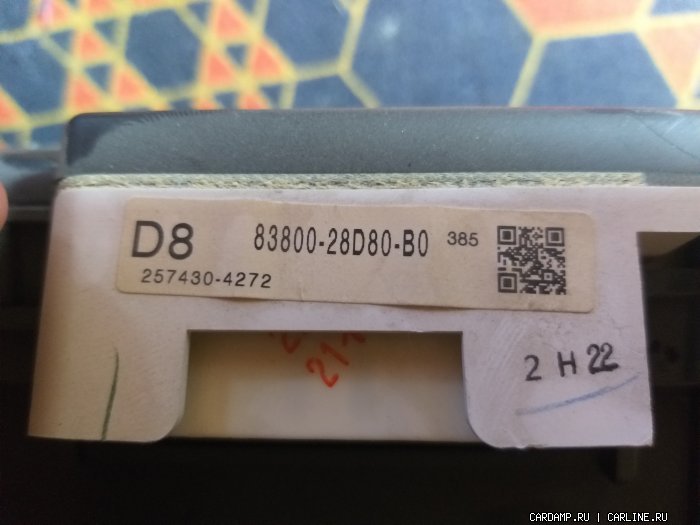 D8 83800-28D80-B0 385
257430-4272
2 H 22
CARDAMP.RU | CARLINE.RU